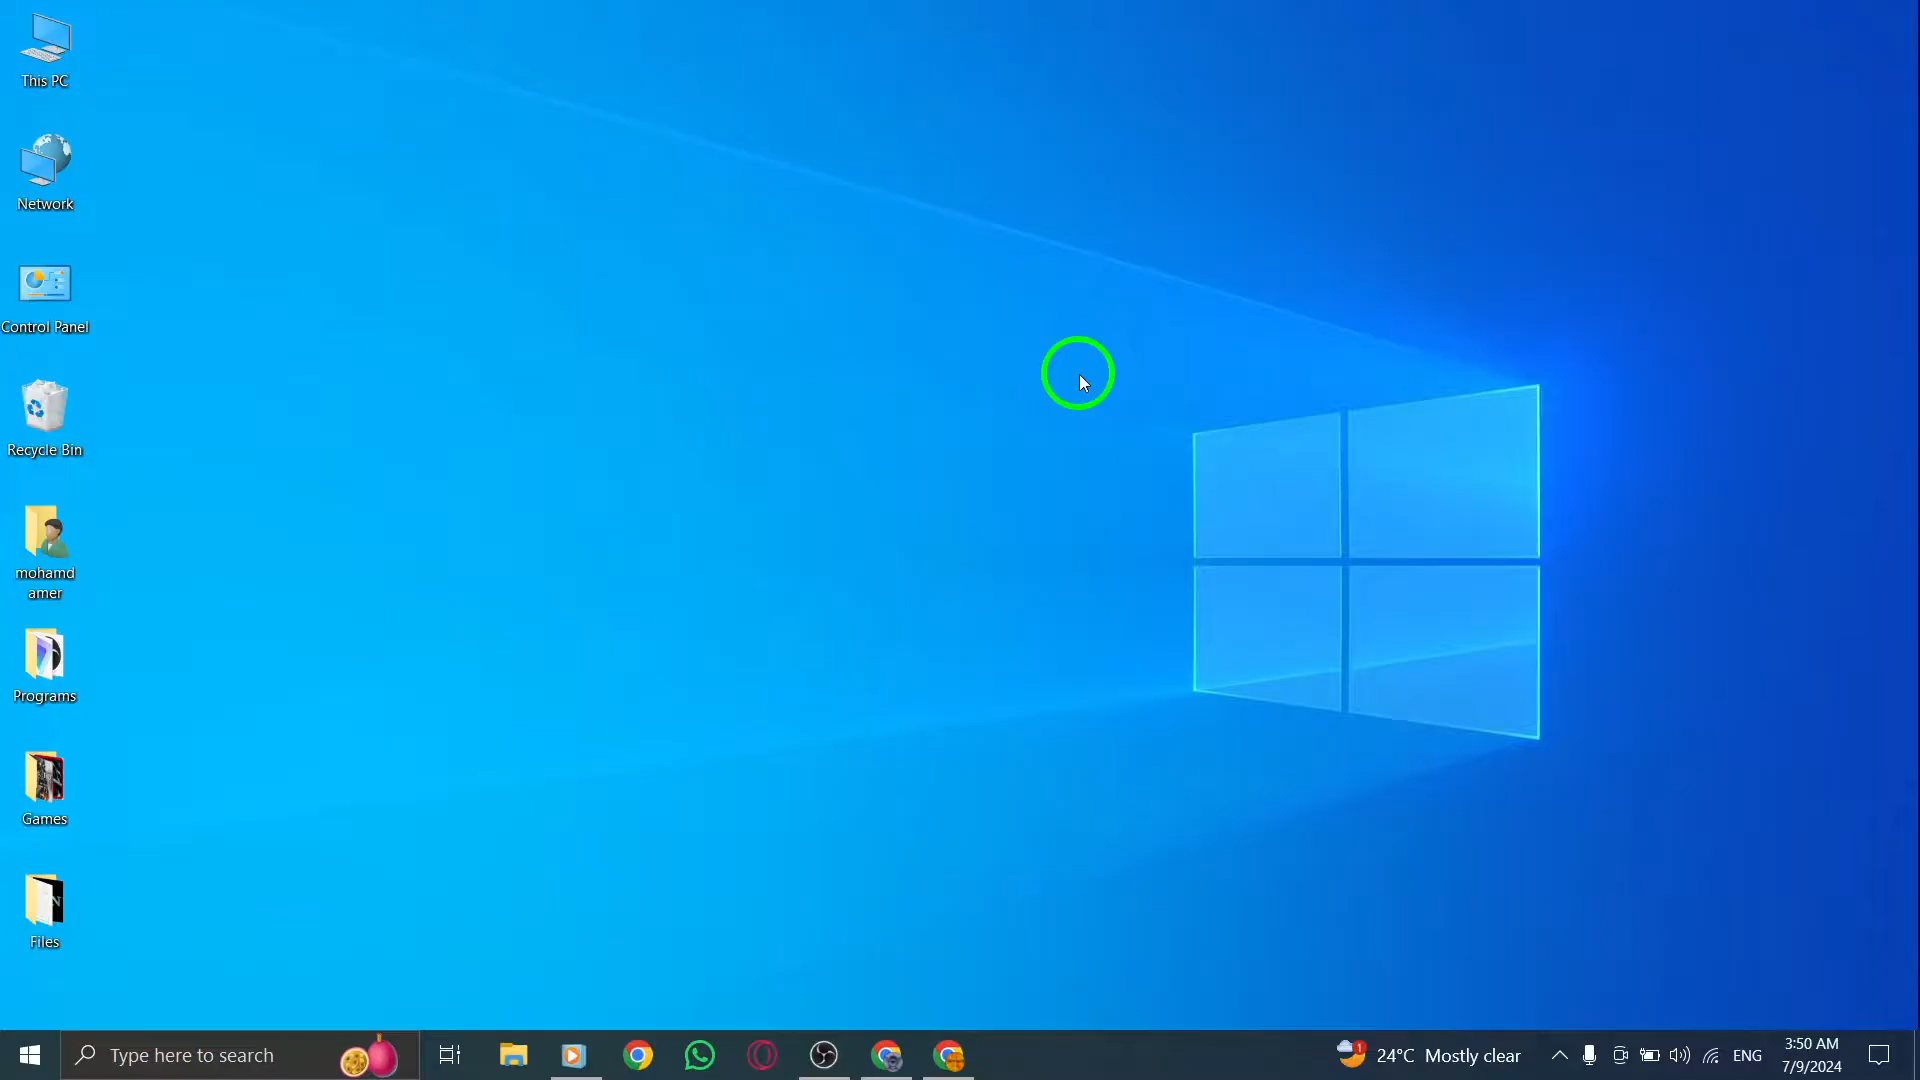 This PC
Network
Control Panel
Recycle Bin
mohamd
amer
Programs
Games
Files
Type here to search
1
24°C Mostly clear
ENG
3:50 AM
7/9/2024